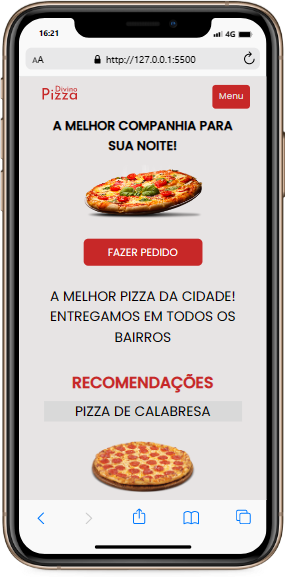 16:21
4G
AA
http://127.0.0.1:5500
Divino
Pizza
Menu
A MELHOR COMPANHIA PARA
SUA NOITE!
FAZER PEDIDO
A MELHOR PIZZA DA CIDADE!
ENTREGAMOS EM TODOS OS
BAIRROS
RECOMENDAÇÕES
PIZZA DE CALABRESA